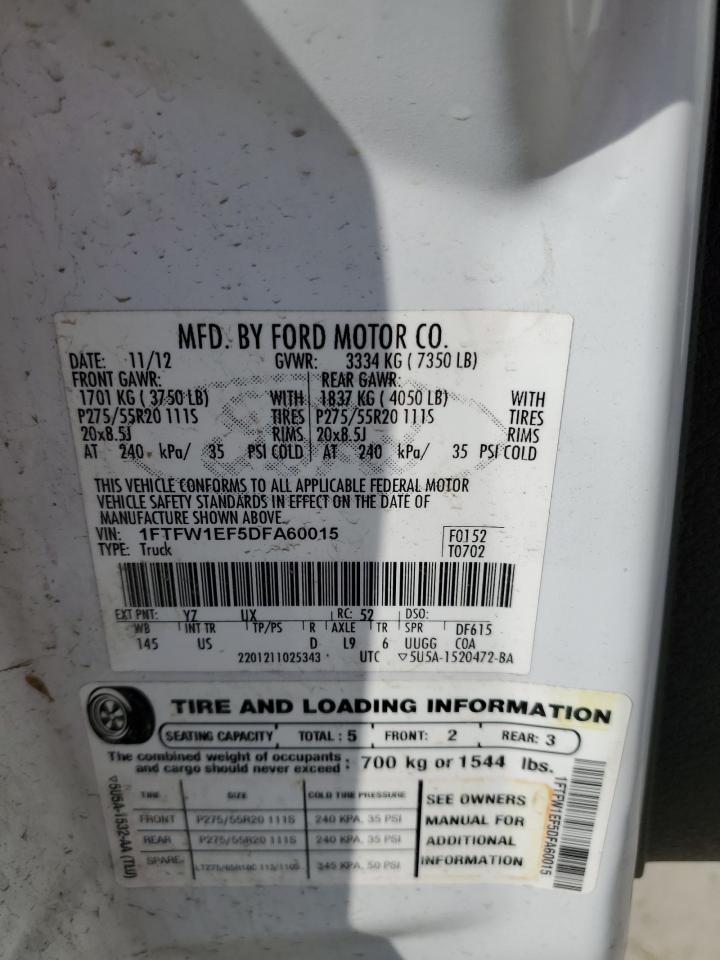 MFD. BY FORD MOTOR CO.
DATE: 11/12 GVWR: 3334 KG ( 7350 LB)
FRONT GAWR: REAR GAWR:
1701 KG ( 3750 LB) WITH 1837 KG ( 4050 LB) WITH
P275/55R20 111S TIRES P275/55R20 111S TIRES
20x8.5J RIMS 20x8.5J RIMS
AT 240 kPa/ 35 PSI COLD AT 240 kPa/ 35 PSI COLD
THIS VEHICLE CONFORMS TO ALL APPLICABLE FEDERAL MOTOR
VEHICLE SAFETY STANDARDS IN EFFECT ON THE DATE OF
MANUFACTURE SHOWN ABOVE.
VIN: 1FTFW1EF5DFA60015 F0152
TYPE: Truck T0702
EXT PNT: YZ UX RC: 52 DSO:
WB INT TR TP/PS R AXLE TR SPR DF615
145 US D L9 6 UUGG COA
2201211025343 UTC ▽5U5A-1520472-BA
TIRE AND LOADING INFORMATION
SEATING CAPACITY TOTAL: 5 FRONT: 2 REAR: 3
The combined weight of occupants
and cargo should never exceed: 700 kg or 1544 lbs.
TIRE SIZE COLD TIRE PRESSURE
FRONT P275/55R20 111S 240 KPA, 35 PSI
REAR P275/55R20 111S 240 KPA, 35 PSI
SPARE 345 KPA, 50 PSI
SEE OWNERS
MANUAL FOR
ADDITIONAL
INFORMATION
▽5U5A-1532-AA (TLU)
1FTFW1EF5DFA60015